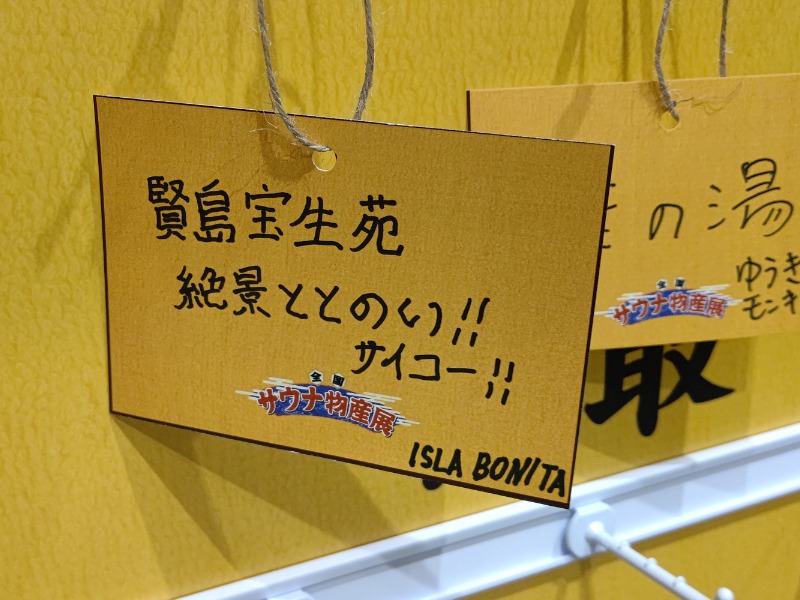 賢島宝生苑
絶景ととのい!!
サイコー!!
全国
サウナ物産展
ISLA BONITA
の湯
ゆうき
モンキ
全国
サウナ物産展
最